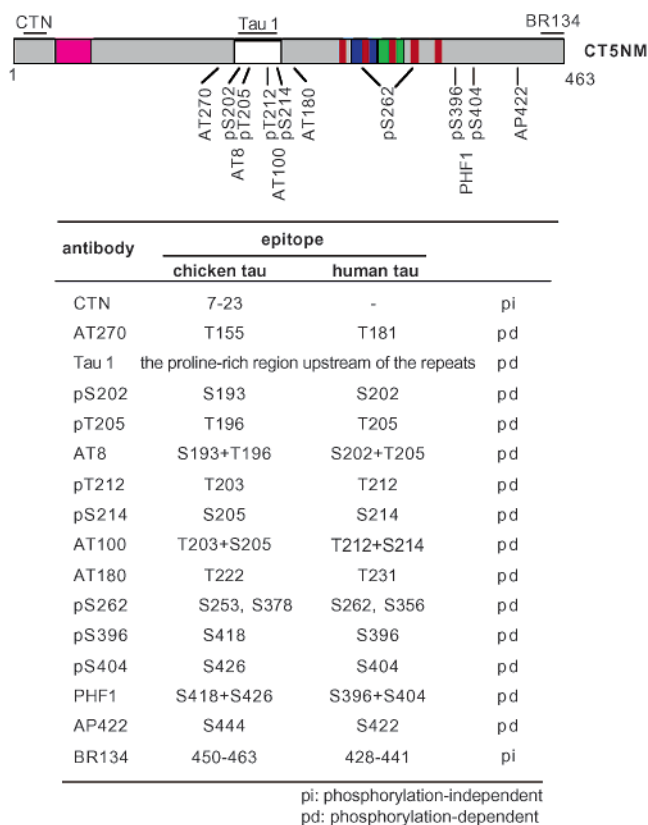 CTN Tau 1 BR134
CT5NM
1 463
AT270 pS202 pT205 pT212 pS214 AT180 pS262 pS396 pS404 AP422
AT8 AT100 PHF1
antibody epitope
chicken tau human tau
CTN 7-23 - pi
AT270 T155 T181 pd
Tau 1 the proline-rich region upstream of the repeats pd
pS202 S193 S202 pd
pT205 T196 T205 pd
AT8 S193+T196 S202+T205 pd
pT212 T203 T212 pd
pS214 S205 S214 pd
AT100 T203+S205 T212+S214 pd
AT180 T222 T231 pd
pS262 S253, S378 S262, S356 pd
pS396 S418 S396 pd
pS404 S426 S404 pd
PHF1 S418+S426 S396+S404 pd
AP422 S444 S422 pd
BR134 450-463 428-441 pi
pi: phosphorylation-independent
pd: phosphorylation-dependent